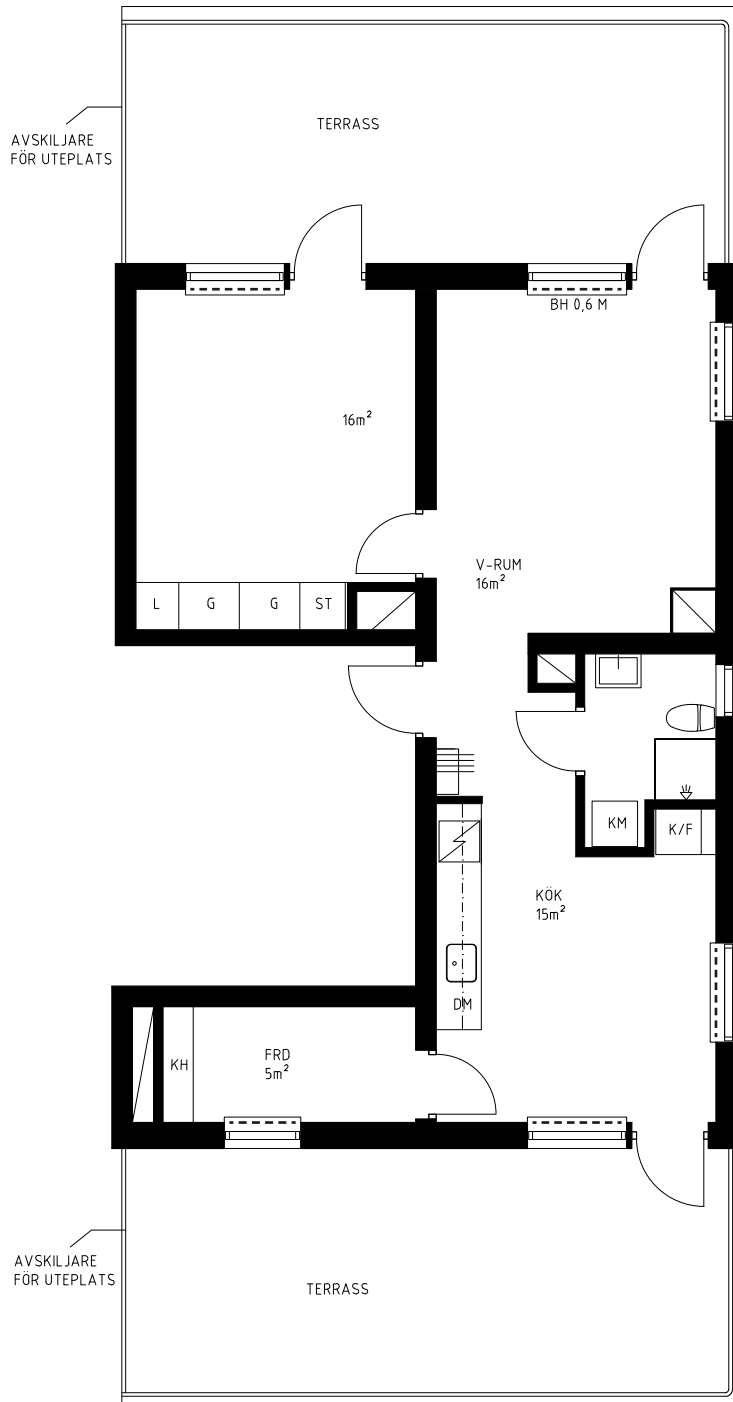 TERRASS
AVSKILJARE
FÖR UTEPLATS
BH 0,6 M
16m²
V-RUM
16m²
L G G ST
KM K/F
KÖK
15m²
DM
FRD
5m²
KH
AVSKILJARE
FÖR UTEPLATS
TERRASS